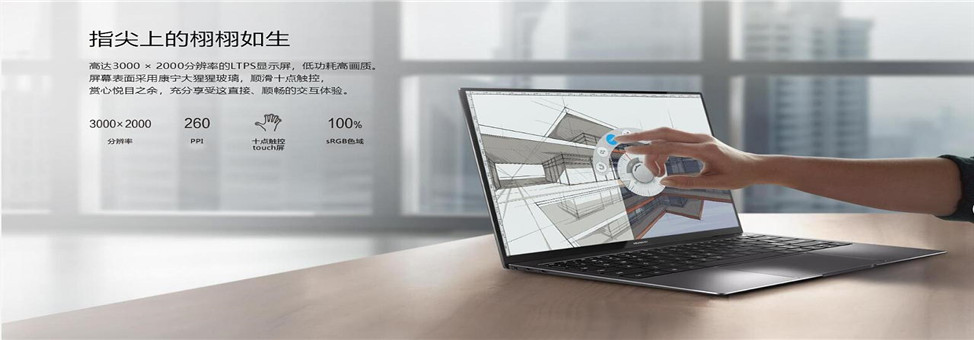 指尖上的栩栩如生
高达3000 × 2000分辨率的LTPS显示屏，低功耗高画质。
屏幕表面采用康宁大猩猩玻璃，顺滑十点触控，
赏心悦目之余，充分享受这直接、顺畅的交互体验。
3000×2000
分辨率
260
PPI
十点触控
touch屏
100%
sRGB色域